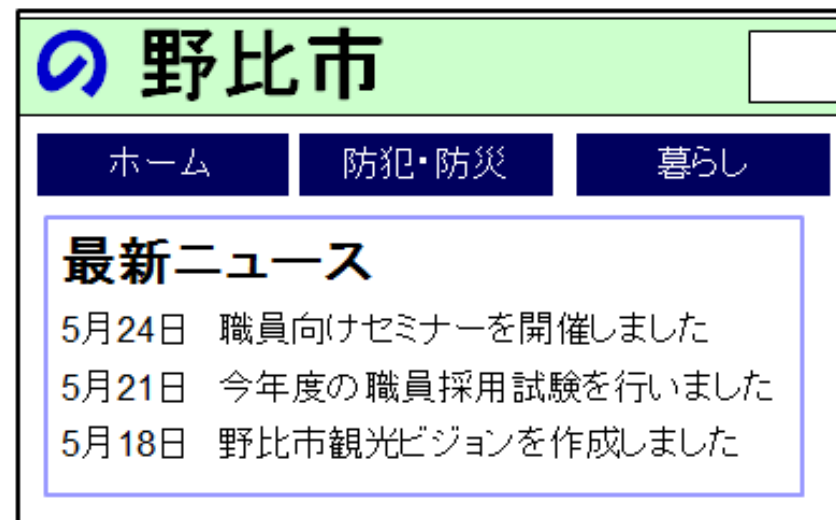 の 野比市
ホーム 防犯・防災 暮らし
最新ニュース
5月24日 職員向けセミナーを開催しました
5月21日 今年度の職員採用試験を行いました
5月18日 野比市観光ビジョンを作成しました